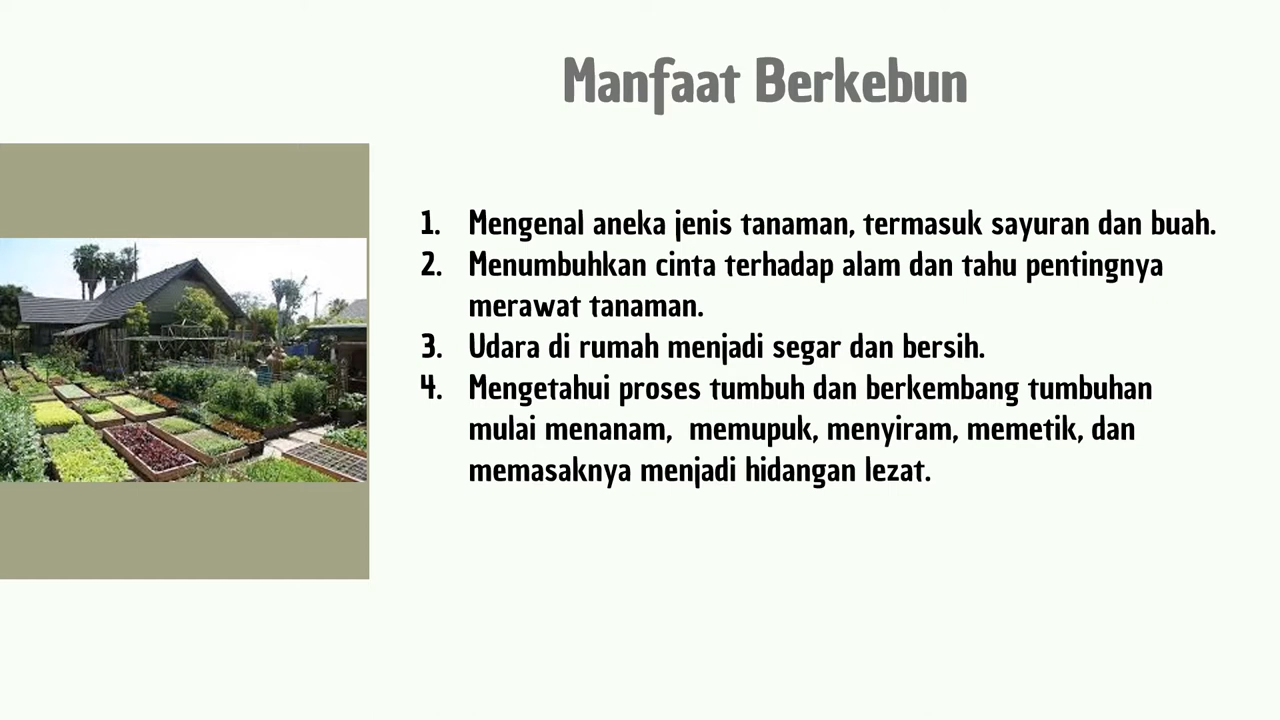 Manfaat Berkebun
1. Mengenal aneka jenis tanaman, termasuk sayuran dan buah.
2. Menumbuhkan cinta terhadap alam dan tahu pentingnya
merawat tanaman.
3. Udara di rumah menjadi segar dan bersih.
4. Mengetahui proses tumbuh dan berkembang tumbuhan
mulai menanam,  memupuk, menyiram, memetik, dan
memasaknya menjadi hidangan lezat.